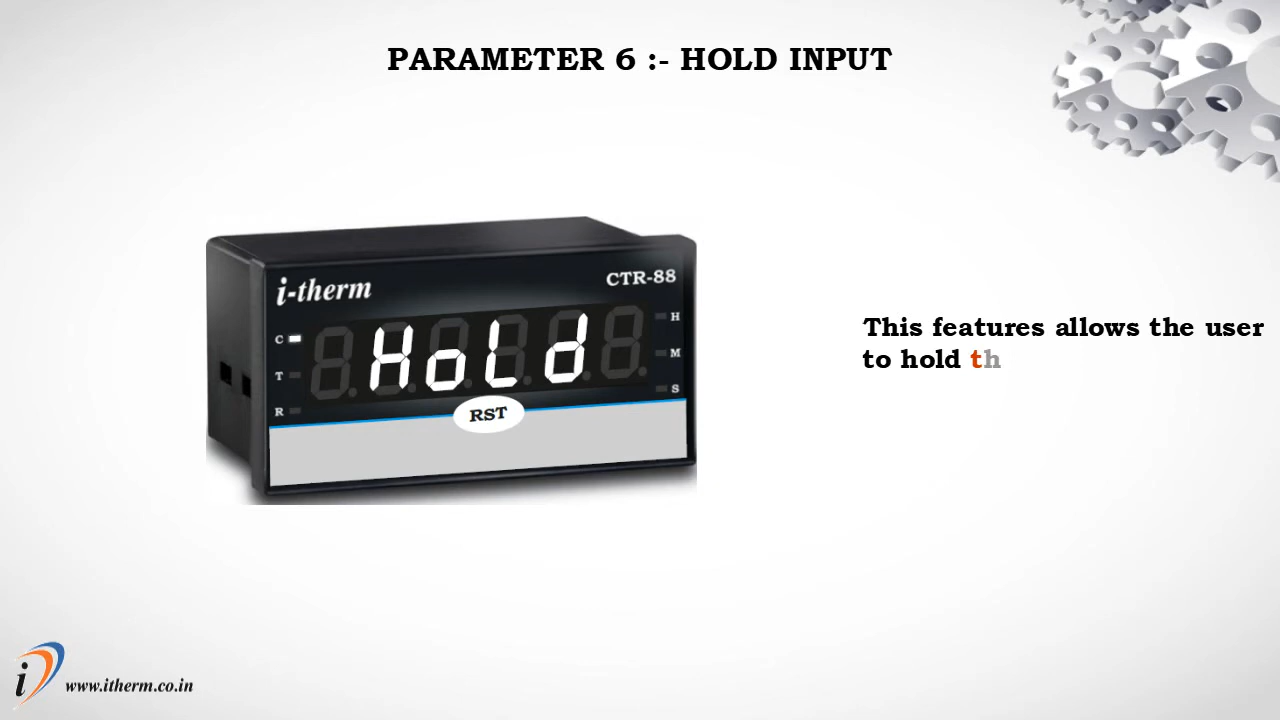 PARAMETER 6 :- HOLD INPUT
i-therm
CTR-88
C
T
R
HoLd
H
M
S
RST
This features allows the user
to hold th
i
www.itherm.co.in